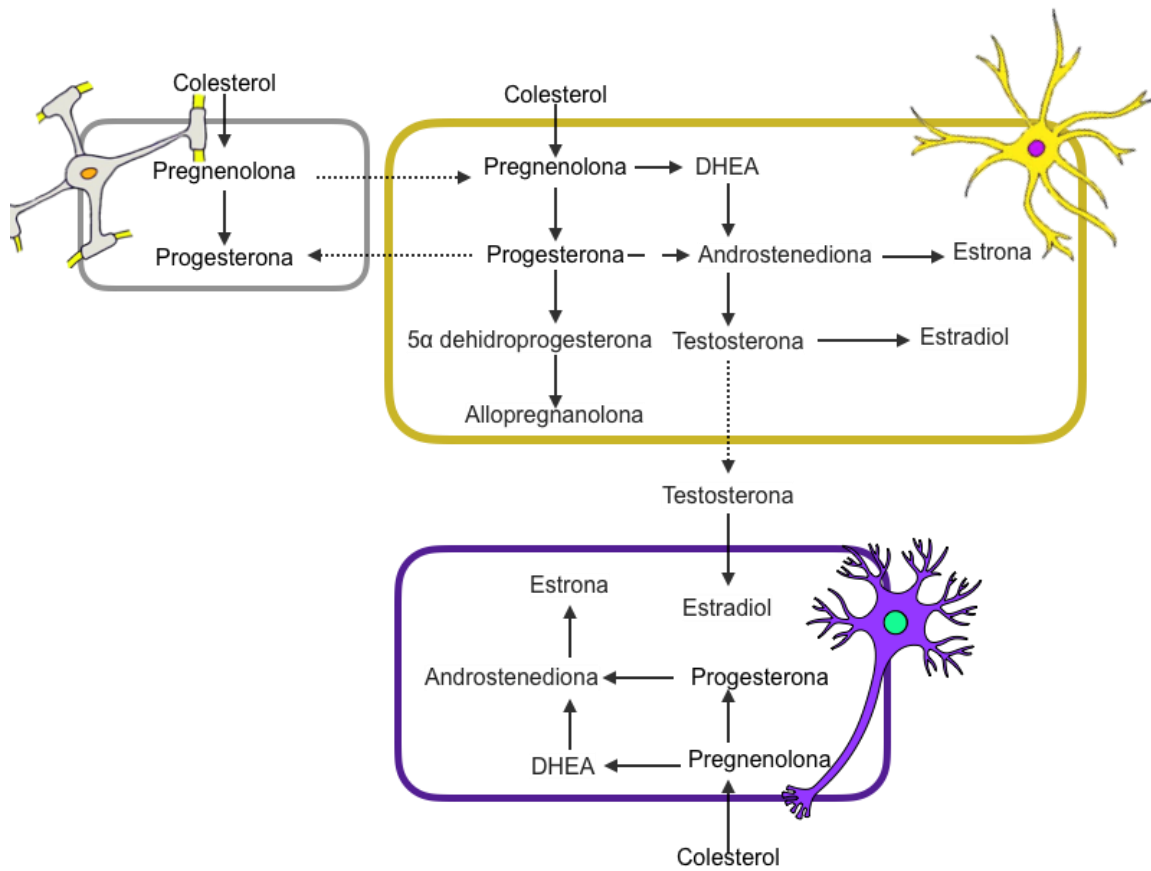 Colesterol
Pregnenolona
Progesterona
Colesterol
Pregnenolona
DHEA
Progesterona
Androstenediona
Estrona
5α dehidroprogesterona
Testosterona
Estradiol
Allopregnanolona
Testosterona
Estrona
Estradiol
Androstenediona
Progesterona
DHEA
Pregnenolona
Colesterol